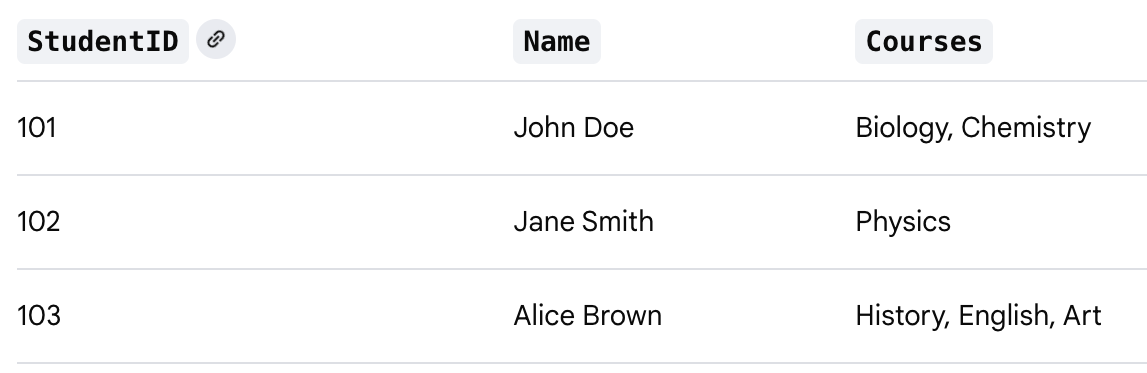 StudentID Name Courses
101 John Doe Biology, Chemistry
102 Jane Smith Physics
103 Alice Brown History, English, Art